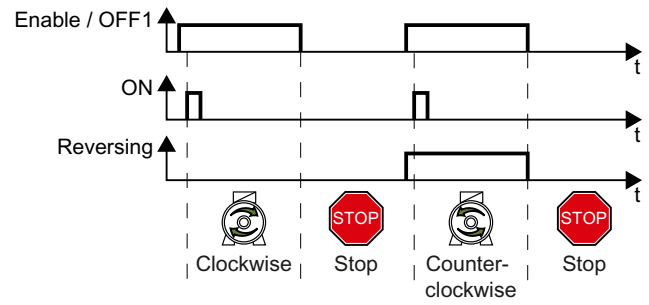 Enable / OFF1
t
ON
t
Reversing
t
STOP STOP
Clockwise Stop Counter- Stop
clockwise